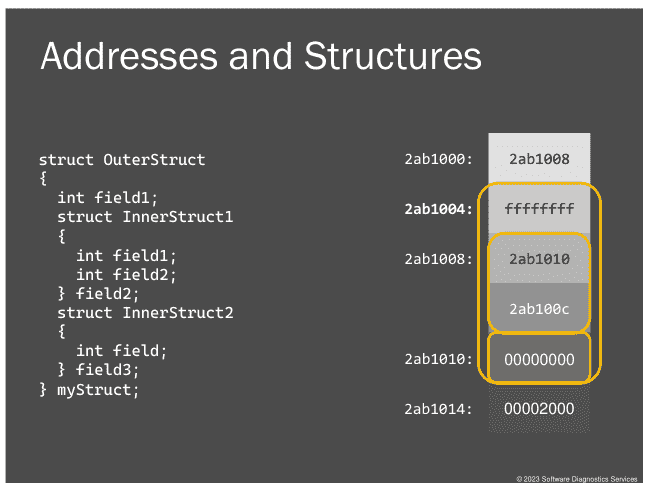 Addresses and Structures
struct OuterStruct
{
  int field1;
  struct InnerStruct1
  {
    int field1;
    int field2;
  } field2;
  struct InnerStruct2
  {
    int field;
  } field3;
} myStruct;
2ab1000: 2ab1008
2ab1004: ffffffff
2ab1008: 2ab1010
2ab100c
2ab1010: 00000000
2ab1014: 00002000
© 2023 Software Diagnostics Services